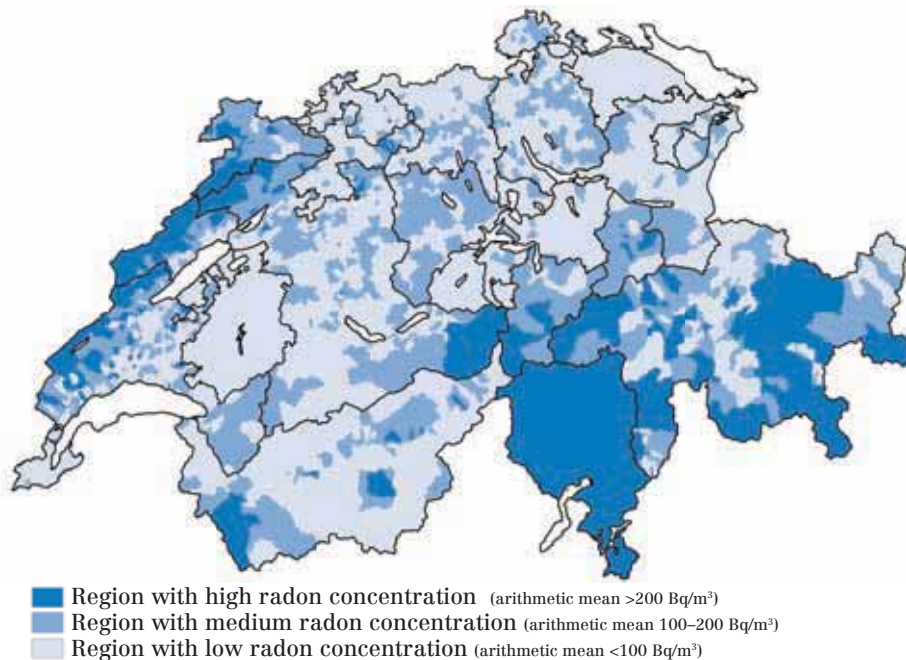 Region with high radon concentration (arithmetic mean >200 Bq/m³)
Region with medium radon concentration (arithmetic mean 100–200 Bq/m³)
Region with low radon concentration (arithmetic mean <100 Bq/m³)